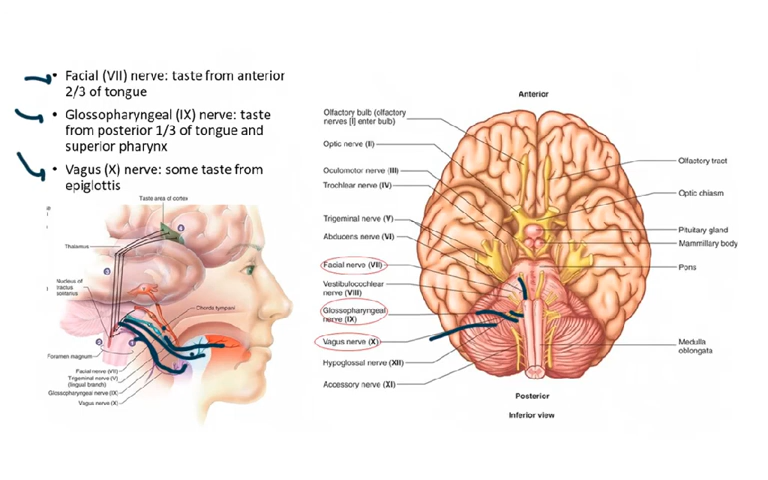 • Facial (VII) nerve: taste from anterior
2/3 of tongue
• Glossopharyngeal (IX) nerve: taste
from posterior 1/3 of tongue and
superior pharynx
• Vagus (X) nerve: some taste from
epiglottis
Taste area of cortex
Thalamus
Nucleus of
Chorda tympani
Foramen magnum
Facial nerve (VII)
Trigeminal nerve (V)
(lingual branch)
Glossopharyngeal nerve (IX)
Vagus nerve (X)
Anterior
Olfactory bulb (olfactory
nerves [I] enter bulb)
Optic nerve (II)
Oculomotor nerve (III)
Trochlear nerve (IV)
Trigeminal nerve (V)
Abducens nerve (VI)
Facial nerve (VII)
Vestibulocochlear
nerve (VIII)
Glossopharyngeal
nerve (IX)
Vagus nerve (X)
Hypoglossal nerve (XII)
Accessory nerve (XI)
Olfactory tract
Optic chiasm
Pituitary gland
Mammillary body
Pons
Medulla
oblongata
Posterior
Inferior view